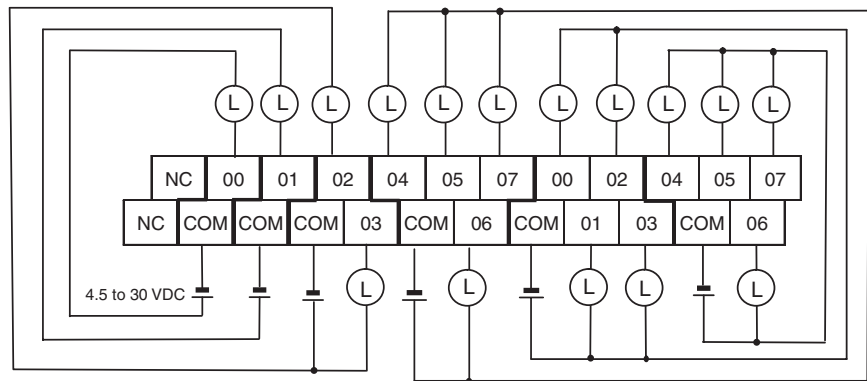 L L L L L L L L L L L
NC 00 01 02 04 05 07 00 02 04 05 07
NC COM COM COM 03 COM 06 COM 01 03 COM 06
4.5 to 30 VDC
L L L L L